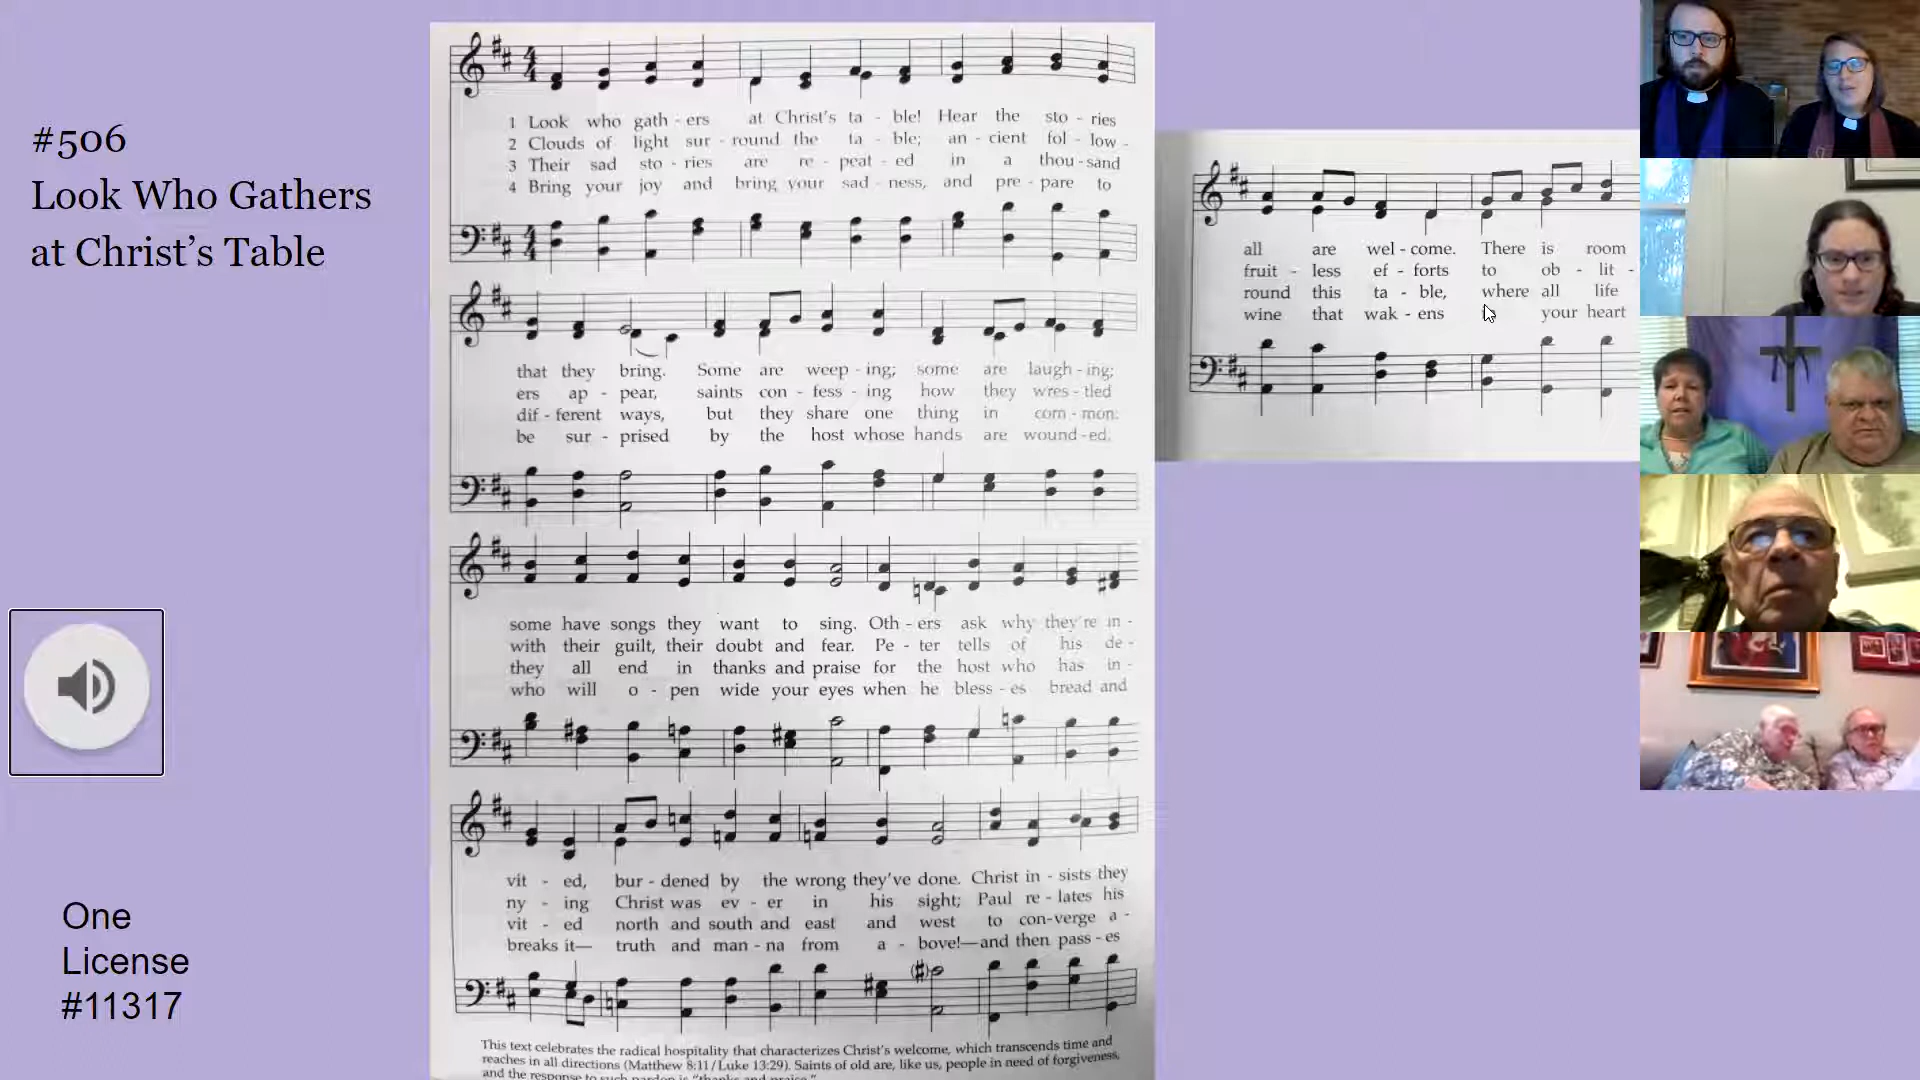 #506
Look Who Gathers
at Christ's Table
One
License
#11317
1 Look who gath - ers at Christ's ta - ble! Hear the sto - ries
2 Clouds of light sur - round the ta - ble; an - cient fol - low -
3 Their sad sto - ries are re - peat - ed in a thou - sand
4 Bring your joy and bring your sad - ness, and pre - pare to
that they bring. Some are weep - ing; some are laugh - ing;
ers ap - pear, saints con - fess - ing how they wres - tled
dif - ferent ways, but they share one thing in com - mon:
be sur - prised by the host whose hands are wound - ed,
some have songs they want to sing. Oth - ers ask why they're in -
with their guilt, their doubt and fear. Pe - ter tells of his de -
they all end in thanks and praise for the host who has in -
who will o - pen wide your eyes when he bless - es bread and
vit - ed, bur - dened by the wrong they've done. Christ in - sists they
ny - ing Christ was ev - er in his sight; Paul re - lates his
vit - ed north and south and east and west to con - verge a -
breaks it— truth and man - na from a - bove!—and then pass - es
This text celebrates the radical hospitality that characterizes Christ's welcome, which transcends time and
reaches in all directions (Matthew 8:11/Luke 13:29). Saints of old are, like us, people in need of forgiveness,
and the response to such pardon is "thanks and praise."
all are wel - come. There is room
fruit - less ef - forts to ob - lit -
round this ta - ble, where all life
wine that wak - ens your heart